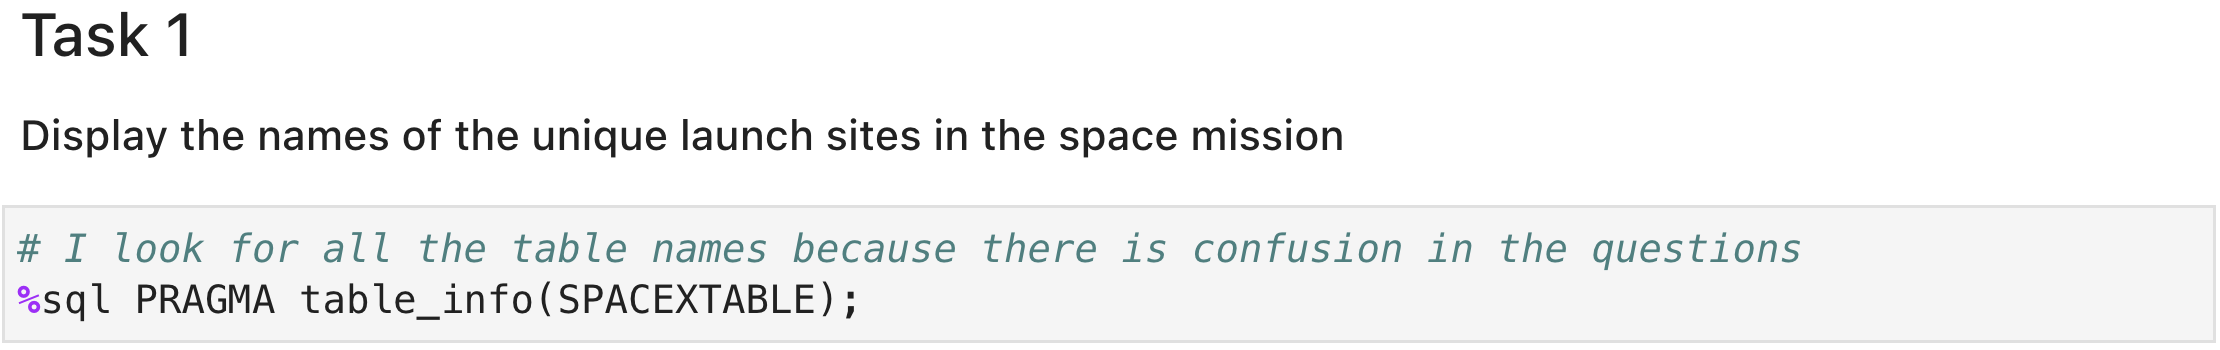 Task 1
Display the names of the unique launch sites in the space mission
# I look for all the table names because there is confusion in the questions
%sql PRAGMA table_info(SPACEXTABLE);